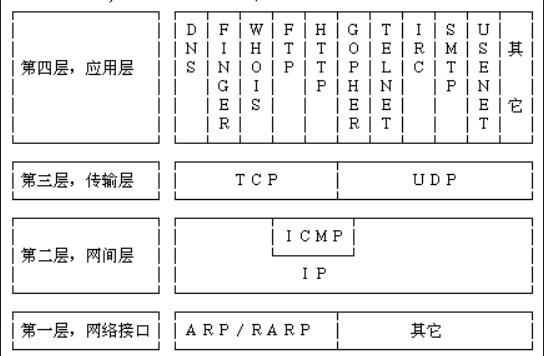 第四层，应用层
DNS
FINGER
WHOIS
FTP
HTTP
GOPHER
TELNET
IRC
SMTP
USENET
其它
第三层，传输层
TCP
UDP
第二层，网间层
ICMP
IP
第一层，网络接口
ARP/RARP
其它